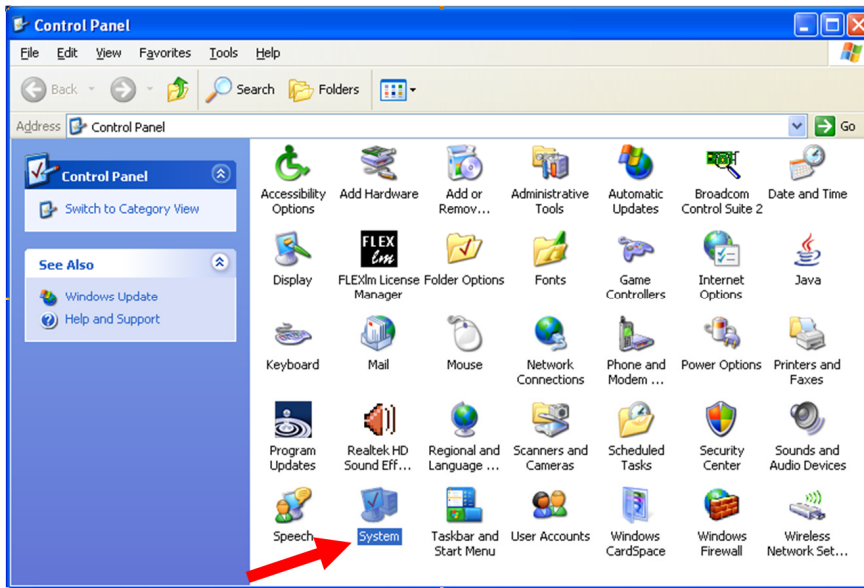 Control Panel
File Edit View Favorites Tools Help
Back Search Folders
Address Control Panel Go
Control Panel
Switch to Category View
See Also
Windows Update
Help and Support
Accessibility Options
Add Hardware
Add or Remov...
Administrative Tools
Automatic Updates
Broadcom Control Suite 2
Date and Time
Display
FLEX lm
FLEXlm License Manager
Folder Options
Fonts
Game Controllers
Internet Options
Java
Keyboard
Mail
Mouse
Network Connections
Phone and Modem ...
Power Options
Printers and Faxes
Program Updates
Realtek HD Sound Eff...
Regional and Language ...
Scanners and Cameras
Scheduled Tasks
Security Center
Sounds and Audio Devices
Speech
System
Taskbar and Start Menu
User Accounts
Windows CardSpace
Windows Firewall
Wireless Network Set...